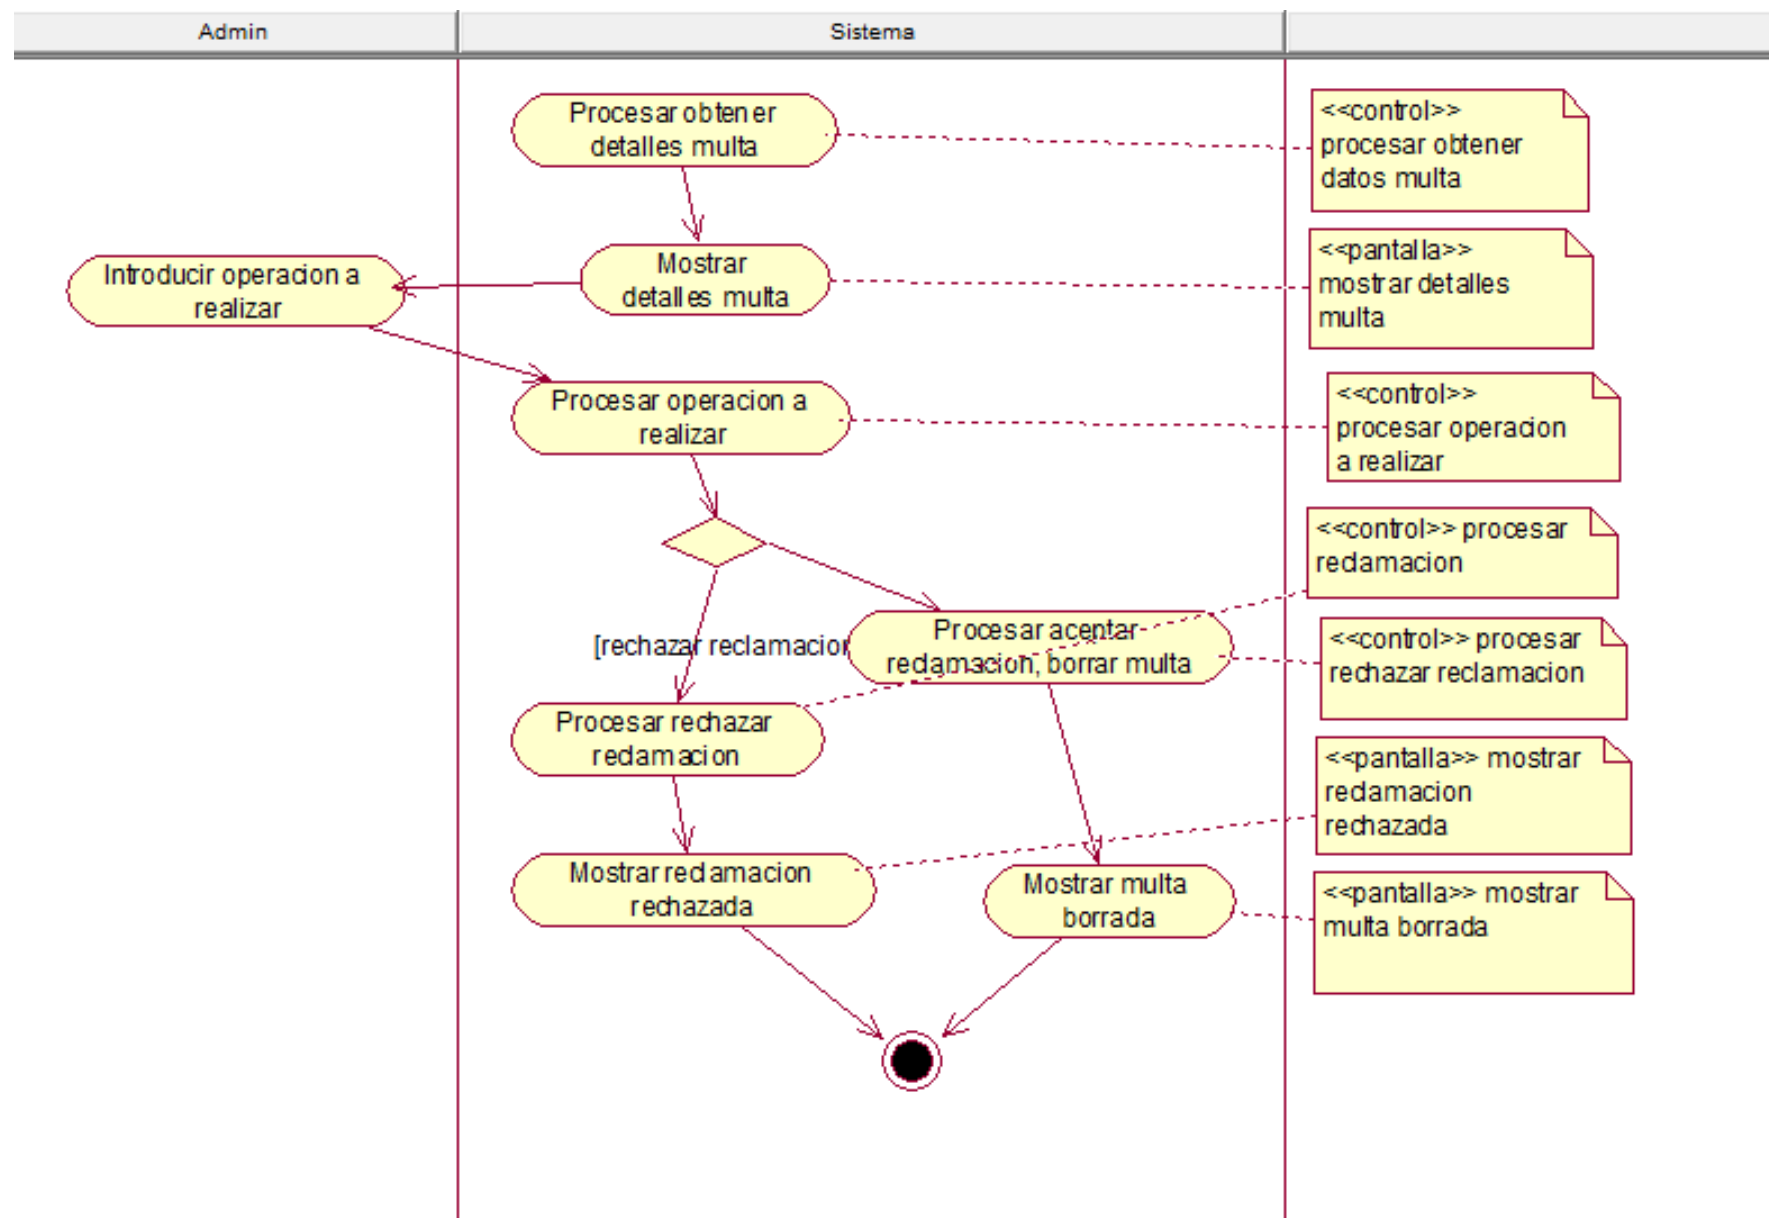 Admin
Sistema
Procesar obtener
detalles multa
<<control>>
procesar obtener
datos multa
Mostrar
detalles multa
<<pantalla>>
mostrar detalles
multa
Introducir operacion a
realizar
Procesar operacion a
realizar
<<control>>
procesar operacion
a realizar
<<control>> procesar
reclamacion
[rechazar reclamacion
Procesar aceptar
reclamacion, borrar multa
<<control>> procesar
rechazar reclamacion
Procesar rechazar
reclamacion
<<pantalla>> mostrar
reclamacion
rechazada
Mostrar reclamacion
rechazada
Mostrar multa
borrada
<<pantalla>> mostrar
multa borrada